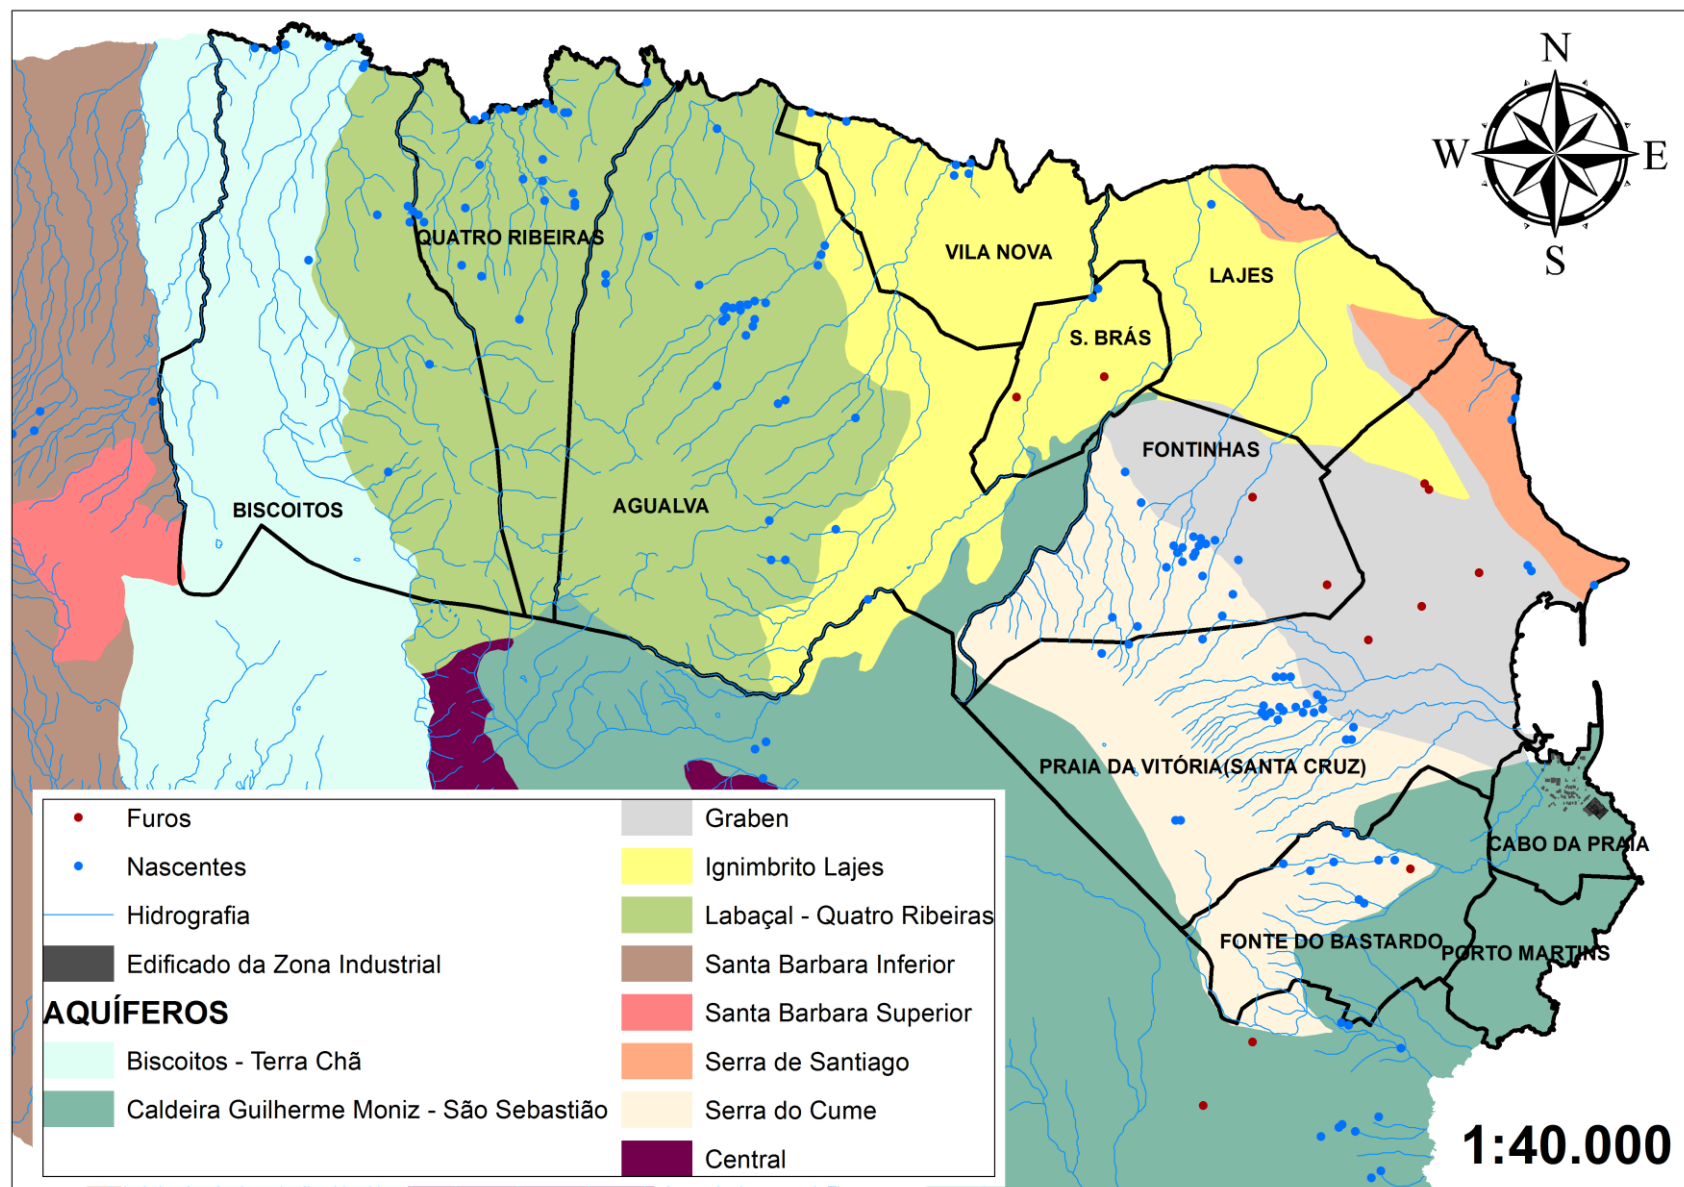 N
W
E
S
QUATRO RIBEIRAS
VILA NOVA
LAJES
S. BRÁS
FONTINHAS
BISCOITOS
AGUALVA
PRAIA DA VITÓRIA(SANTA CRUZ)
CABO DA PRAIA
FONTE DO BASTARDO
PORTO MARTINS
Furos
Nascentes
Hidrografia
Edificado da Zona Industrial
AQUÍFEROS
Biscoitos - Terra Chã
Caldeira Guilherme Moniz - São Sebastião
Graben
Ignimbrito Lajes
Labaçal - Quatro Ribeiras
Santa Barbara Inferior
Santa Barbara Superior
Serra de Santiago
Serra do Cume
Central
1:40.000